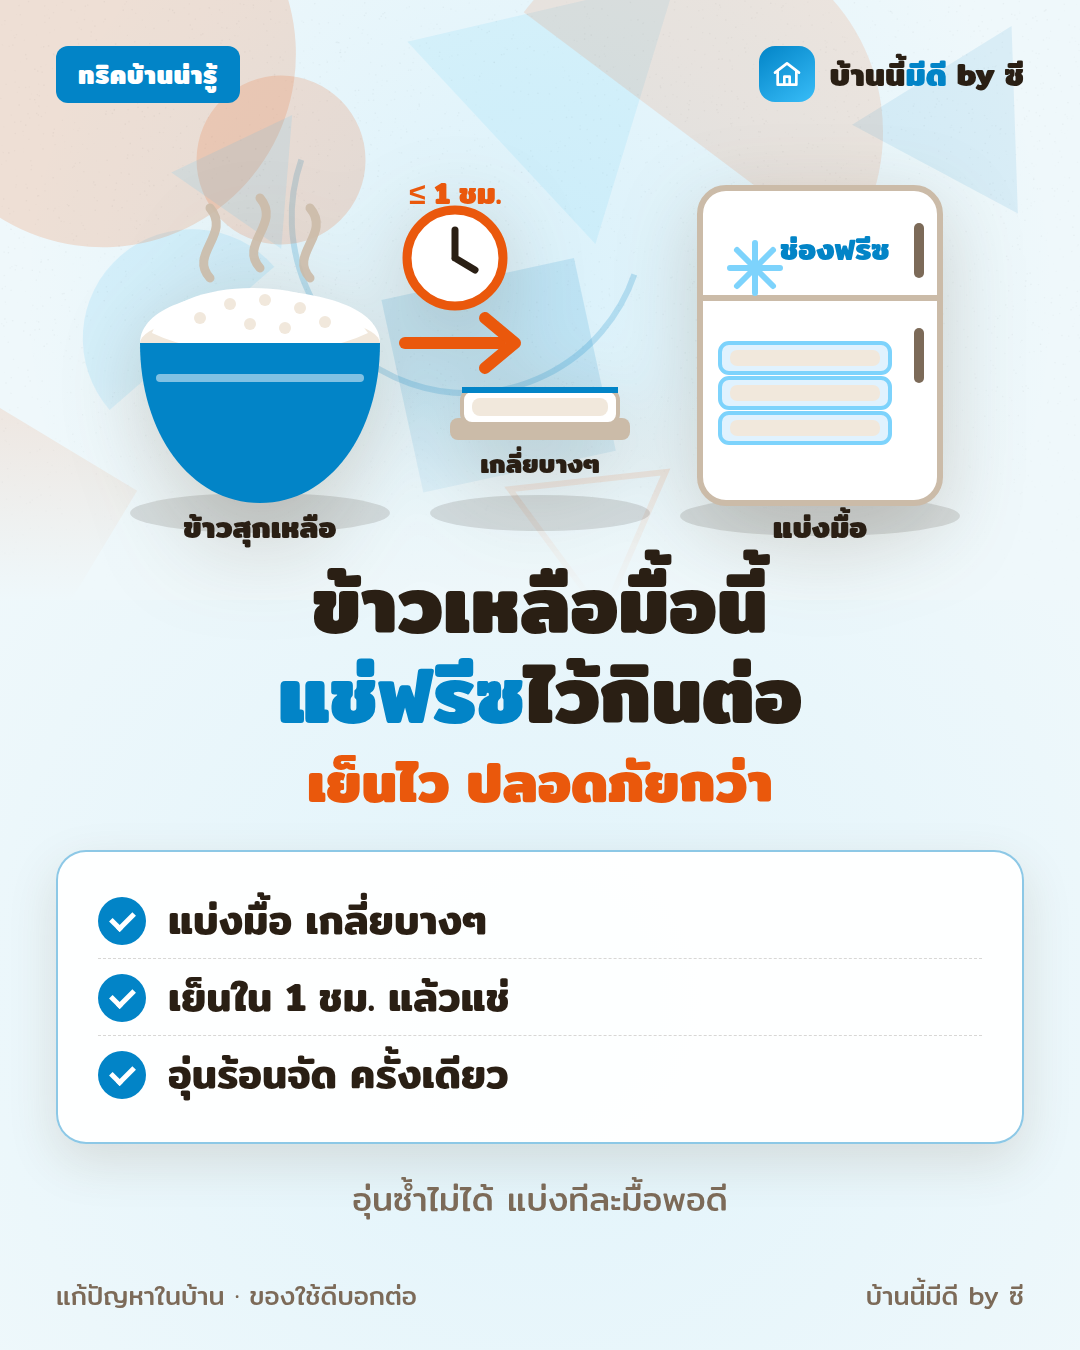 ทริคบ้านน่ารู้
บ้านนี้มีดี by ซี
≤ 1 ชม.
ช่องฟรีซ
เกลี่ยบางๆ
ข้าวสุกเหลือ
แบ่งมื้อ
ข้าวเหลือมื้อนี้
แช่ฟรีซไว้กินต่อ
เย็นไว ปลอดภัยกว่า
แบ่งมื้อ เกลี่ยบางๆ
เย็นใน 1 ชม. แล้วแช่
อุ่นร้อนจัด ครั้งเดียว
อุ่นซ้ำไม่ได้ แบ่งทีละมื้อพอดี
แก้ปัญหาในบ้าน · ของใช้ดีบอกต่อ
บ้านนี้มีดี by ซี